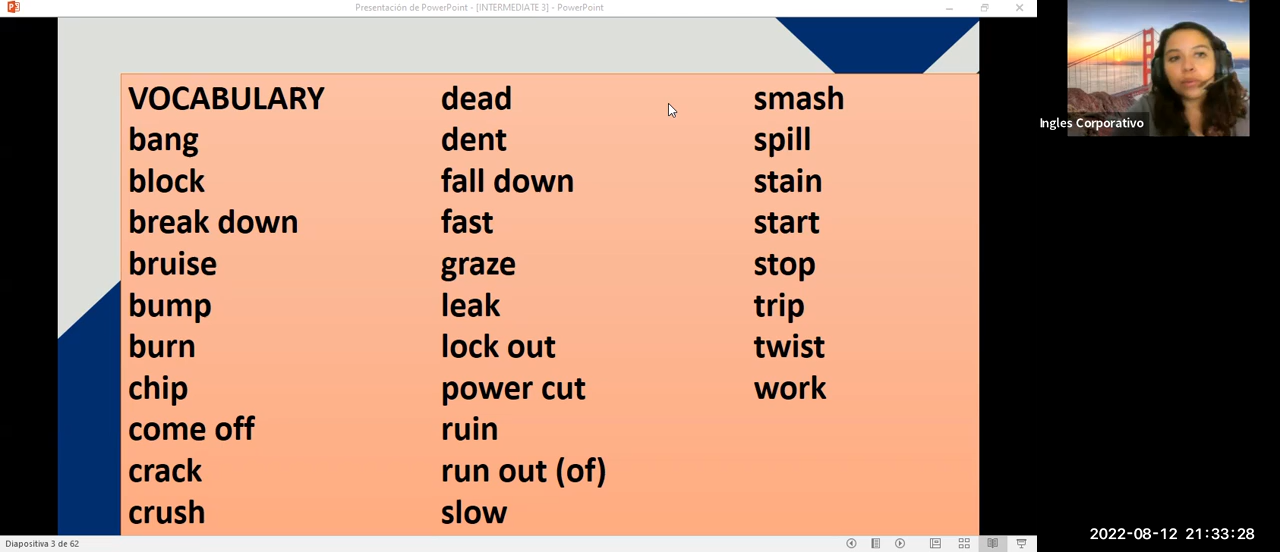 Presentación de PowerPoint - [INTERMEDIATE 3] - PowerPoint
VOCABULARY
bang
block
break down
bruise
bump
burn
chip
come off
crack
crush
dead
dent
fall down
fast
graze
leak
lock out
power cut
ruin
run out (of)
slow
smash
spill
stain
start
stop
trip
twist
work
Ingles Corporativo
Diapositiva 3 de 62
2022-08-12 21:33:28